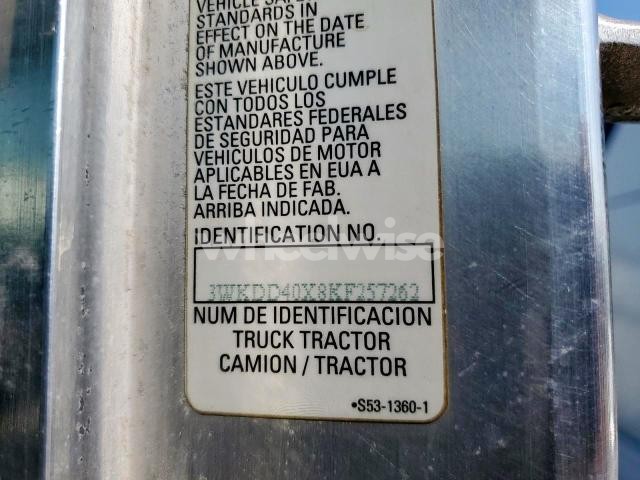 VEHICLE SAFETY
STANDARDS IN
EFFECT ON THE DATE
OF MANUFACTURE
SHOWN ABOVE.
ESTE VEHICULO CUMPLE
CON TODOS LOS
ESTANDARES FEDERALES
DE SEGURIDAD PARA
VEHICULOS DE MOTOR
APLICABLES EN EUA A
LA FECHA DE FAB.
ARRIBA INDICADA.
IDENTIFICATION NO.
wheelwise
3WKDD40X8KF257262
NUM DE IDENTIFICACION
TRUCK TRACTOR
CAMION / TRACTOR
•S53-1360-1